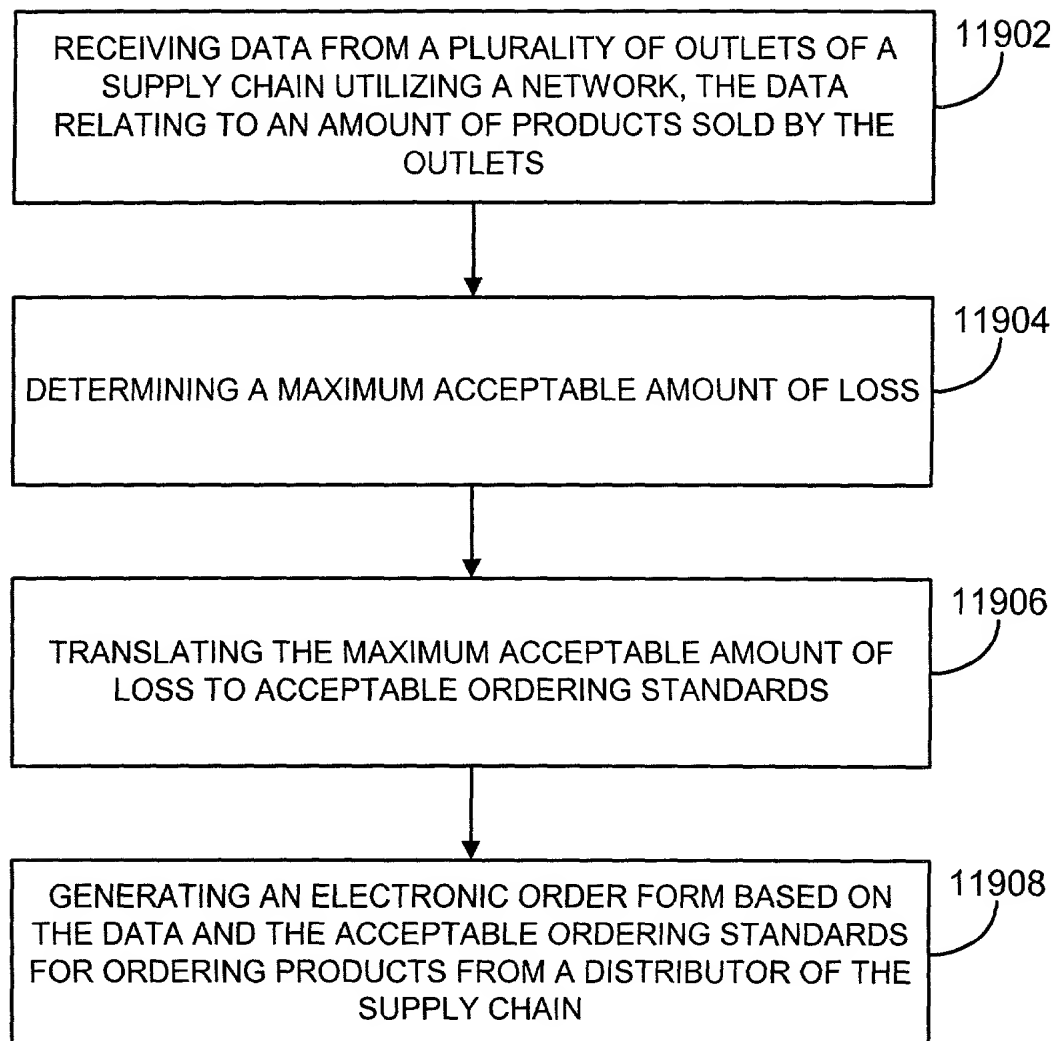 RECEIVING DATA FROM A PLURALITY OF OUTLETS OF A
SUPPLY CHAIN UTILIZING A NETWORK, THE DATA
RELATING TO AN AMOUNT OF PRODUCTS SOLD BY THE
OUTLETS
11902
DETERMINING A MAXIMUM ACCEPTABLE AMOUNT OF LOSS
11904
TRANSLATING THE MAXIMUM ACCEPTABLE AMOUNT OF
LOSS TO ACCEPTABLE ORDERING STANDARDS
11906
GENERATING AN ELECTRONIC ORDER FORM BASED ON
THE DATA AND THE ACCEPTABLE ORDERING STANDARDS
FOR ORDERING PRODUCTS FROM A DISTRIBUTOR OF THE
SUPPLY CHAIN
11908